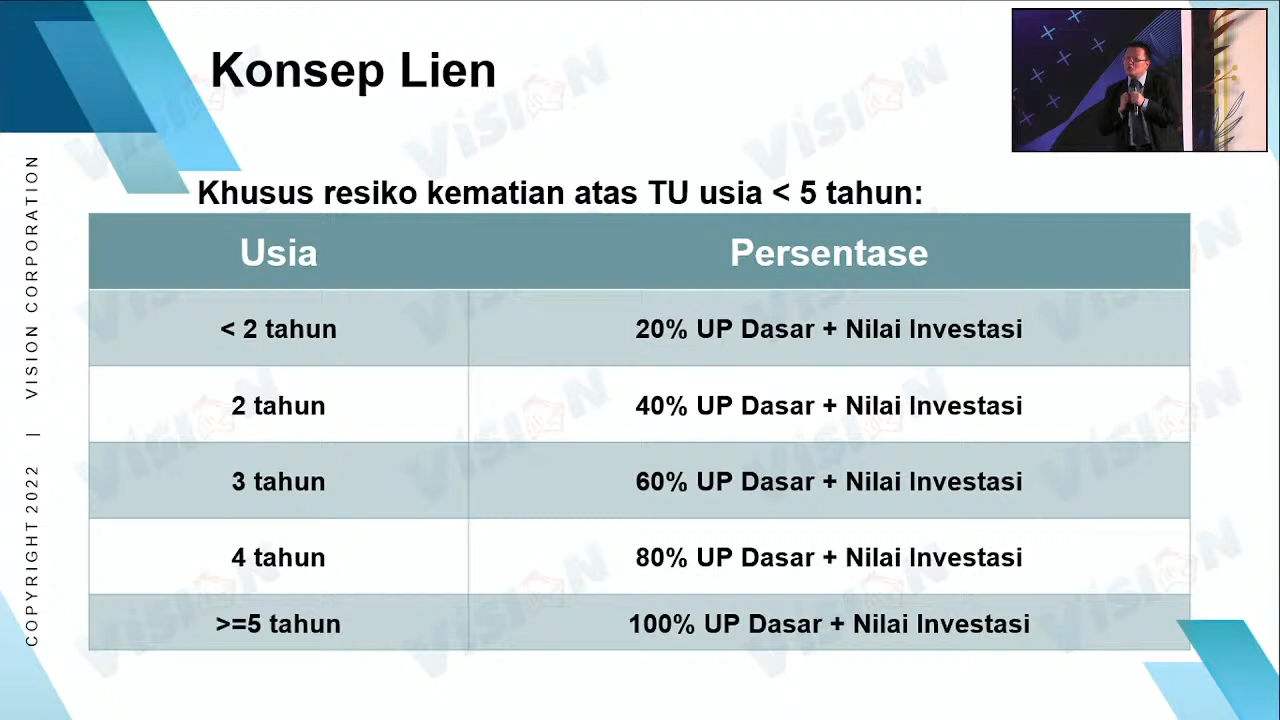 Konsep Lien
Khusus resiko kematian atas TU usia < 5 tahun:
Usia Persentase
< 2 tahun 20% UP Dasar + Nilai Investasi
2 tahun 40% UP Dasar + Nilai Investasi
3 tahun 60% UP Dasar + Nilai Investasi
4 tahun 80% UP Dasar + Nilai Investasi
>=5 tahun 100% UP Dasar + Nilai Investasi
COPYRIGHT 2022 | VISION CORPORATION
VISION